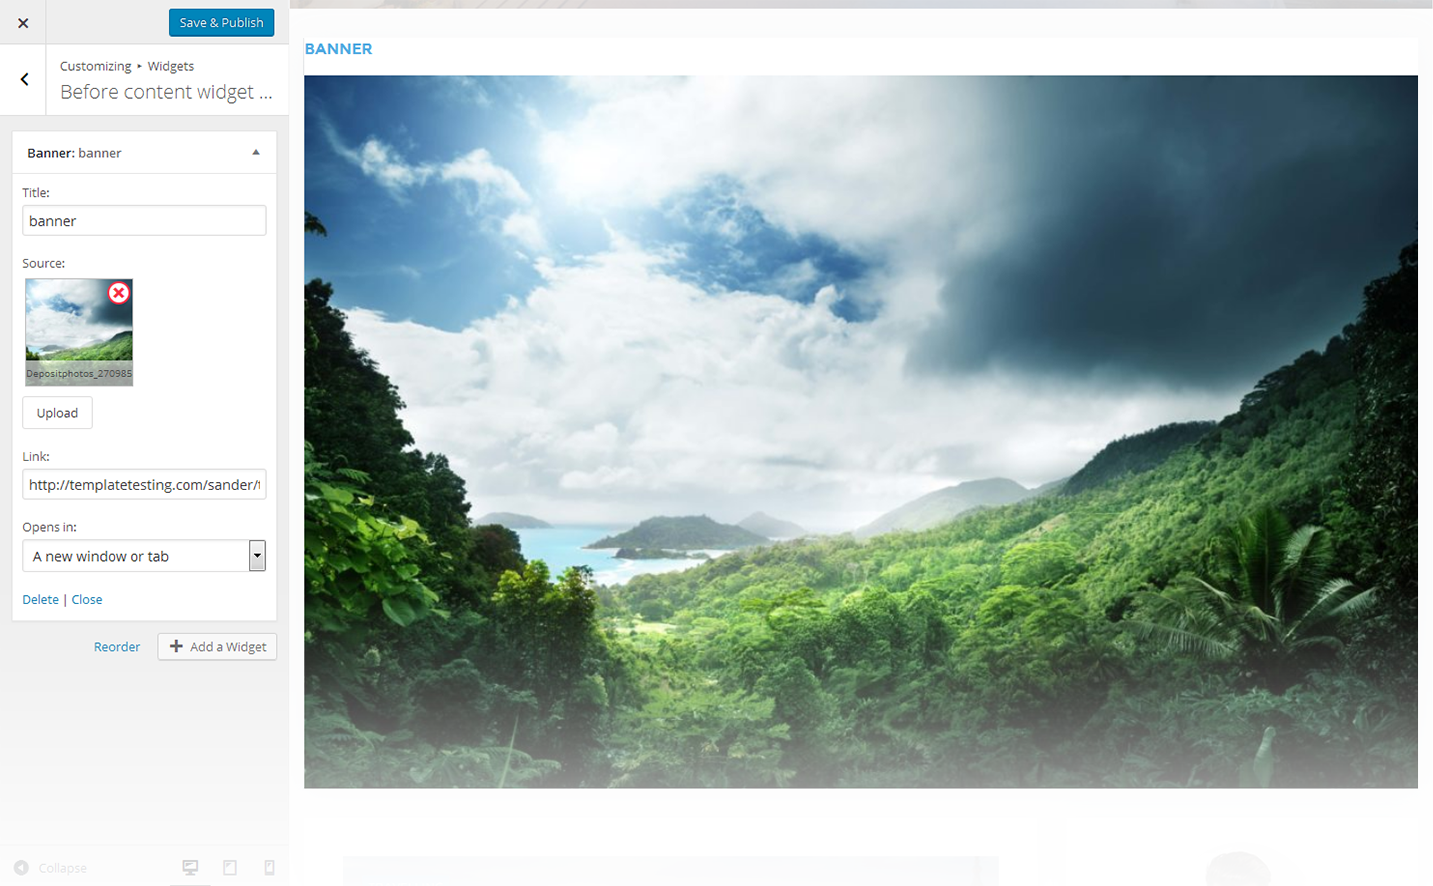 Save & Publish
Customizing ▸ Widgets
Before content widget ...
Banner: banner
Title:
banner
Source:
Depositphotos_270985
Upload
Link:
http://templatetesting.com/sander/
Opens in:
A new window or tab
Delete | Close
Reorder
Add a Widget
Collapse
BANNER